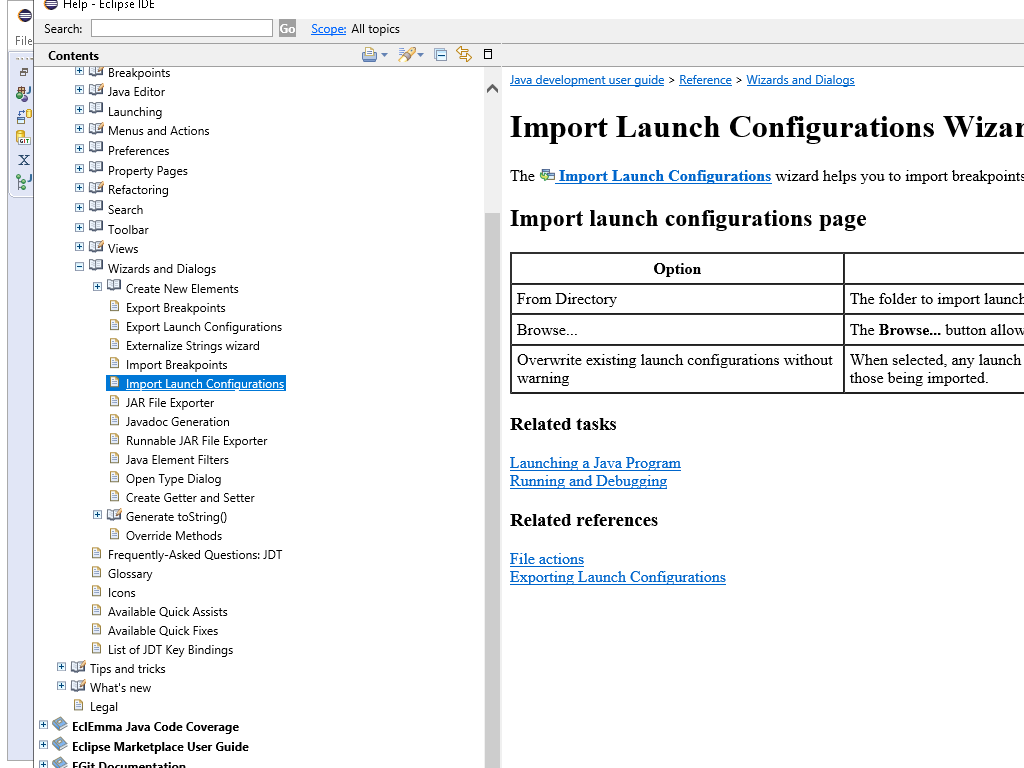 Help - Eclipse IDE
File
Search: Go Scope: All topics
Contents
Breakpoints
Java Editor
Launching
Menus and Actions
Preferences
Property Pages
Refactoring
Search
Toolbar
Views
Wizards and Dialogs
Create New Elements
Export Breakpoints
Export Launch Configurations
Externalize Strings wizard
Import Breakpoints
Import Launch Configurations
JAR File Exporter
Javadoc Generation
Runnable JAR File Exporter
Java Element Filters
Open Type Dialog
Create Getter and Setter
Generate toString()
Override Methods
Frequently-Asked Questions: JDT
Glossary
Icons
Available Quick Assists
Available Quick Fixes
List of JDT Key Bindings
Tips and tricks
What's new
Legal
EclEmma Java Code Coverage
Eclipse Marketplace User Guide
EGit Documentation
GIT
Java development user guide > Reference > Wizards and Dialogs
Import Launch Configurations Wizar
The Import Launch Configurations wizard helps you to import breakpoints
Import launch configurations page
Option
From Directory The folder to import launch
Browse... The Browse... button allow
Overwrite existing launch configurations without When selected, any launch
warning those being imported.
Related tasks
Launching a Java Program
Running and Debugging
Related references
File actions
Exporting Launch Configurations